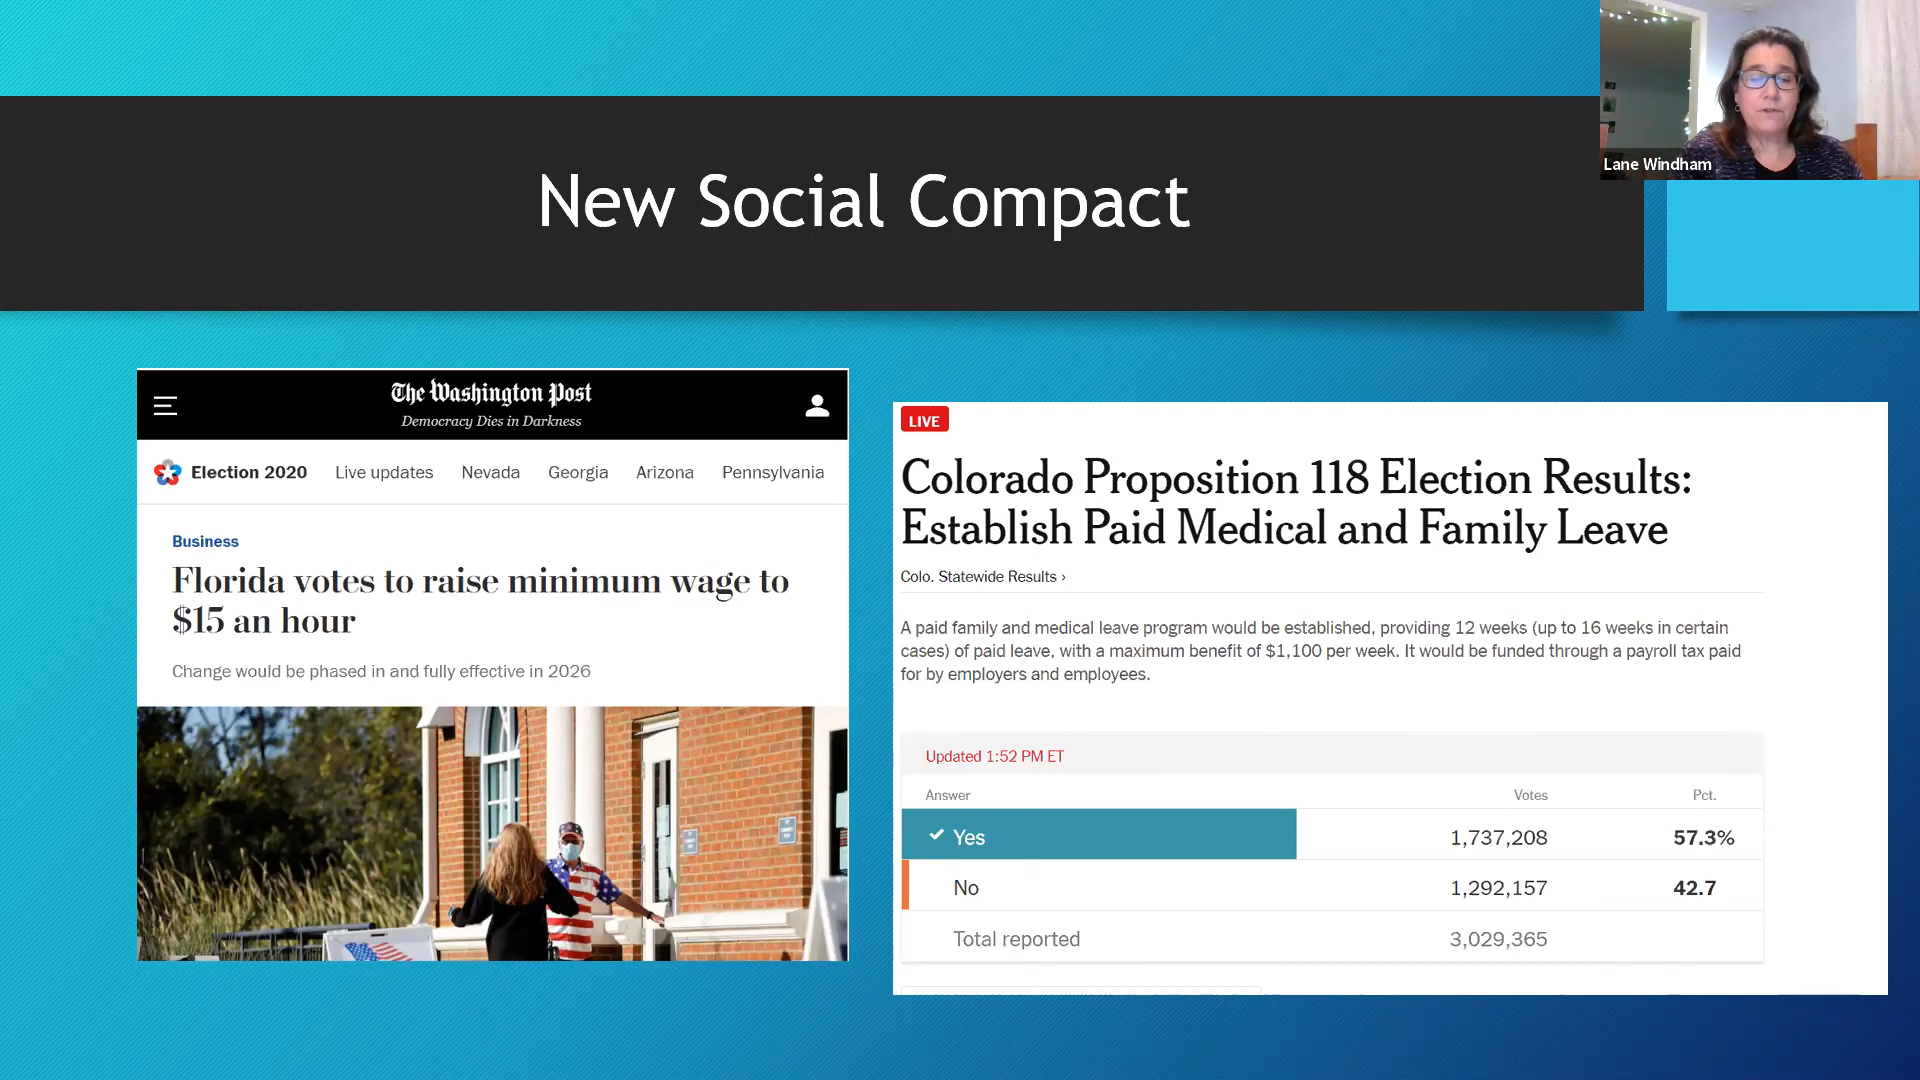 New Social Compact
Lane Windham
The Washington Post
Democracy Dies in Darkness
Election 2020 Live updates Nevada Georgia Arizona Pennsylvania
Business
Florida votes to raise minimum wage to
$15 an hour
Change would be phased in and fully effective in 2026
LIVE
Colorado Proposition 118 Election Results:
Establish Paid Medical and Family Leave
Colo. Statewide Results ›
A paid family and medical leave program would be established, providing 12 weeks (up to 16 weeks in certain
cases) of paid leave, with a maximum benefit of $1,100 per week. It would be funded through a payroll tax paid
for by employers and employees.
Updated 1:52 PM ET
Answer Votes Pct.
Yes 1,737,208 57.3%
No 1,292,157 42.7
Total reported 3,029,365